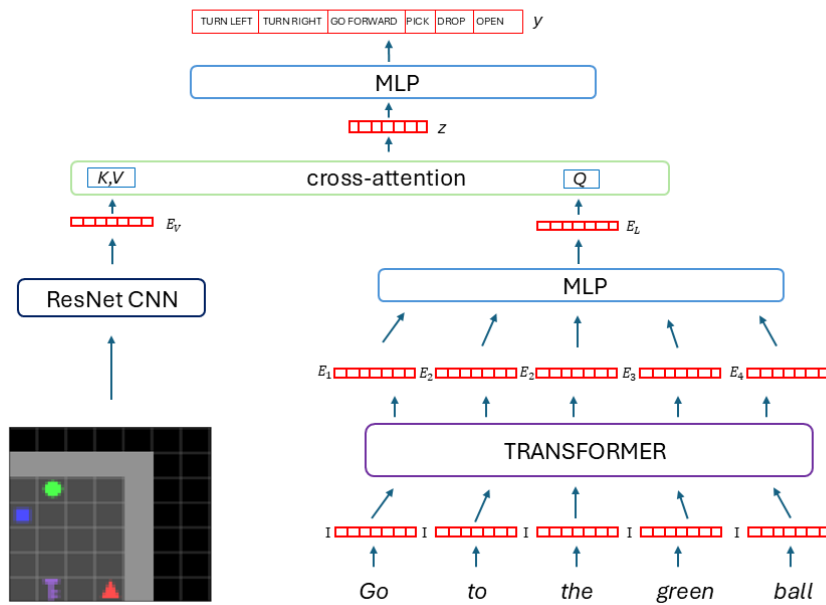 TURN LEFT TURN RIGHT GO FORWARD PICK DROP OPEN y
MLP
z
K,V cross-attention Q
E_V E_L
ResNet CNN MLP
E_1 E_2 E_2 E_3 E_4
TRANSFORMER
I I I I I
Go to the green ball